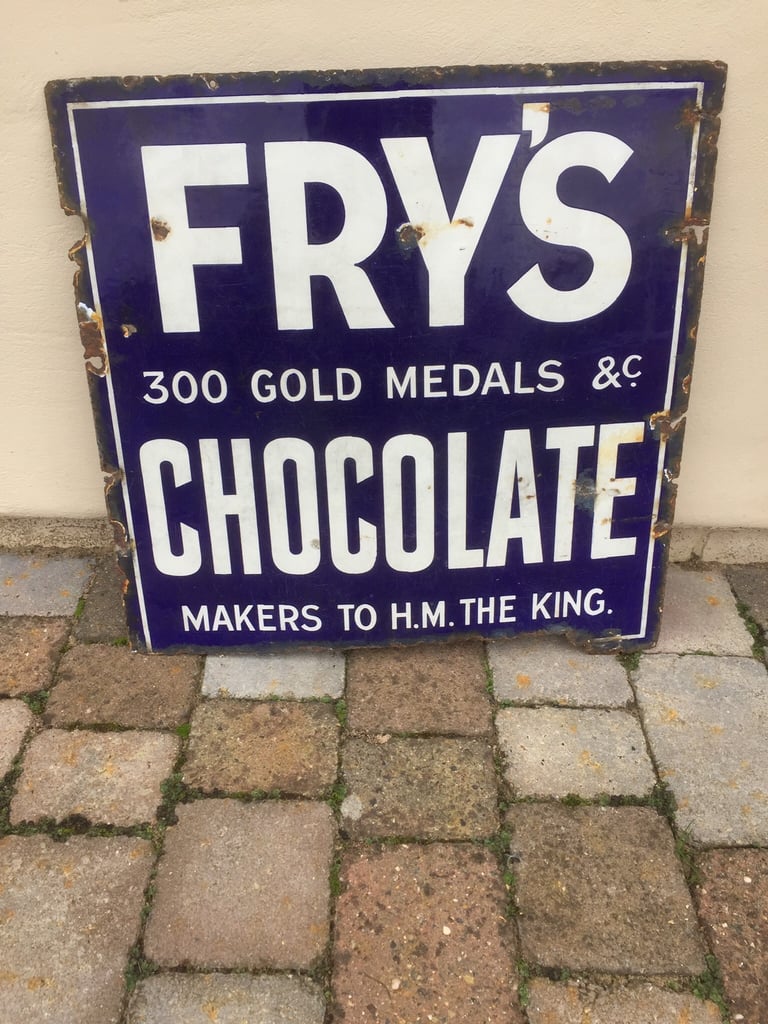 FRY'S
300 GOLD MEDALS &c.
CHOCOLATE
MAKERS TO H.M. THE KING.